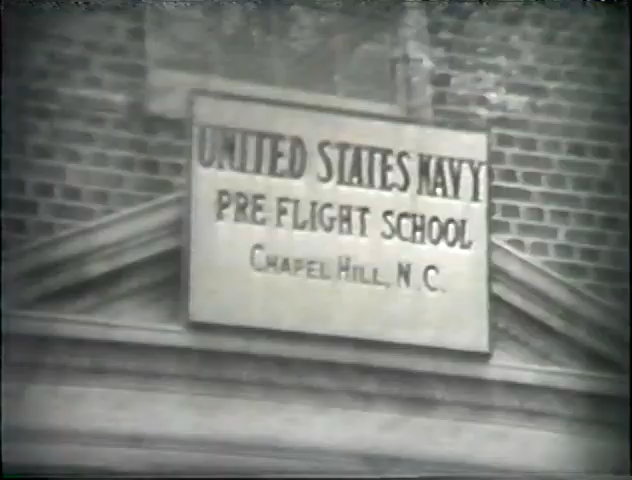 UNITED STATES NAVY
PRE FLIGHT SCHOOL
CHAPEL HILL, N.C.